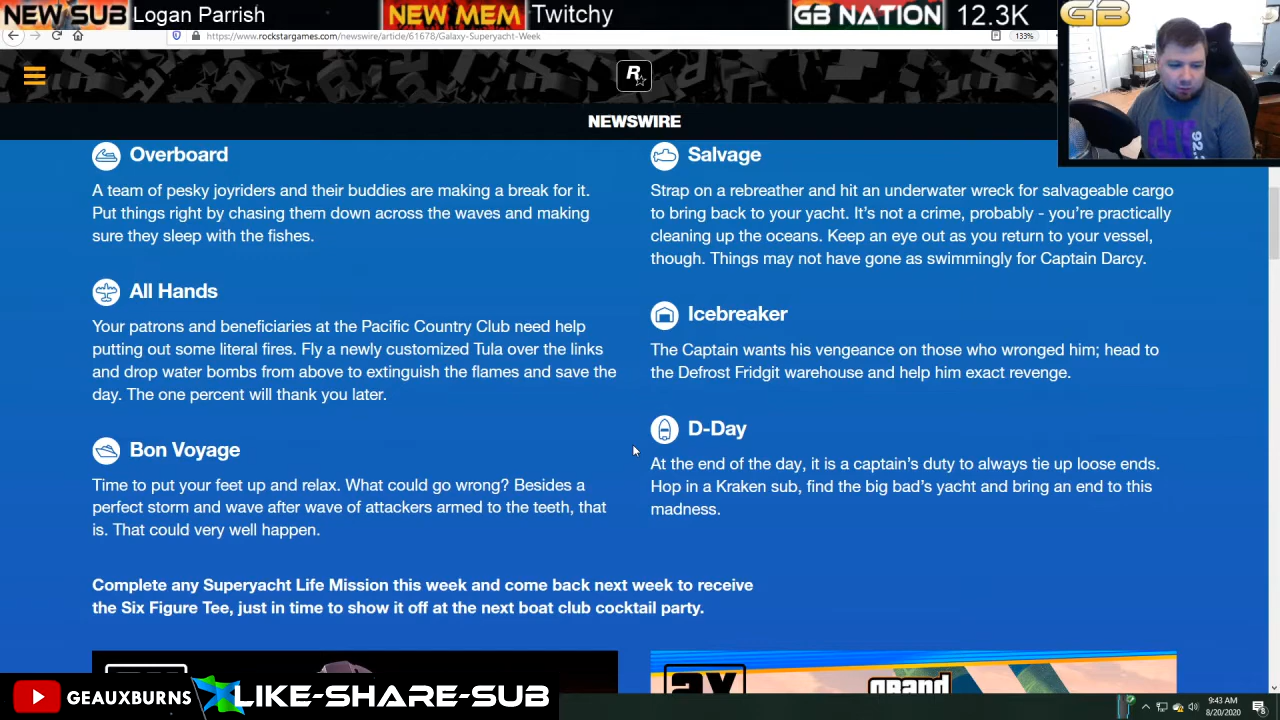 NEW SUB Logan Parrish NEW MEM Twitchy GB NATION 12.3K GB
https://www.rockstargames.com/newswire/article/61678/Galaxy-Superyacht-Week 133%
R
NEWSWIRE
Overboard
A team of pesky joyriders and their buddies are making a break for it.
Put things right by chasing them down across the waves and making
sure they sleep with the fishes.
All Hands
Your patrons and beneficiaries at the Pacific Country Club need help
putting out some literal fires. Fly a newly customized Tula over the links
and drop water bombs from above to extinguish the flames and save the
day. The one percent will thank you later.
Bon Voyage
Time to put your feet up and relax. What could go wrong? Besides a
perfect storm and wave after wave of attackers armed to the teeth, that
is. That could very well happen.
Salvage
Strap on a rebreather and hit an underwater wreck for salvageable cargo
to bring back to your yacht. It's not a crime, probably - you're practically
cleaning up the oceans. Keep an eye out as you return to your vessel,
though. Things may not have gone as swimmingly for Captain Darcy.
Icebreaker
The Captain wants his vengeance on those who wronged him; head to
the Defrost Fridgit warehouse and help him exact revenge.
D-Day
At the end of the day, it is a captain's duty to always tie up loose ends.
Hop in a Kraken sub, find the big bad's yacht and bring an end to this
madness.
Complete any Superyacht Life Mission this week and come back next week to receive
the Six Figure Tee, just in time to show it off at the next boat club cocktail party.
grand
GEAUXBURNS LIKE-SHARE-SUB
9:43 AM
8/20/2020